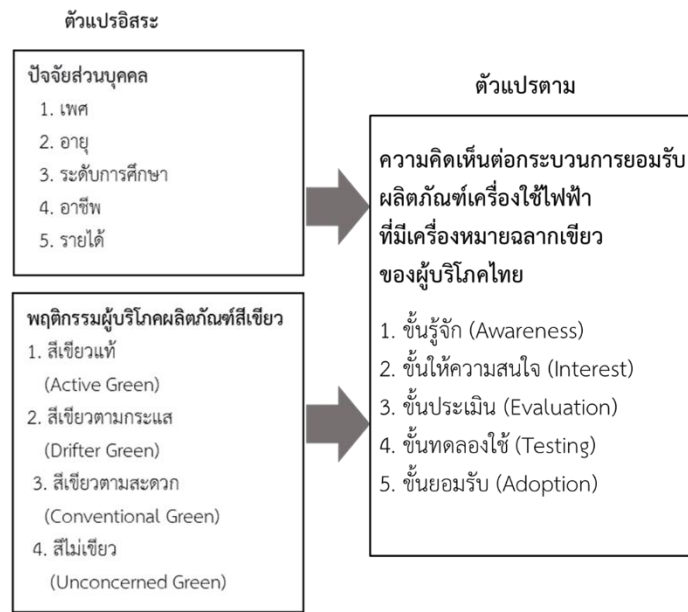 ตัวแปรอิสระ
ปัจจัยส่วนบุคคล
1. เพศ
2. อายุ
3. ระดับการศึกษา
4. อาชีพ
5. รายได้
พฤติกรรมผู้บริโภคผลิตภัณฑ์สีเขียว
1. สีเขียวแท้
(Active Green)
2. สีเขียวตามกระแส
(Drifter Green)
3. สีเขียวตามสะดวก
(Conventional Green)
4. สีไม่เขียว
(Unconcerned Green)
ตัวแปรตาม
ความคิดเห็นต่อกระบวนการยอมรับ
ผลิตภัณฑ์เครื่องใช้ไฟฟ้า
ที่มีเครื่องหมายฉลากเขียว
ของผู้บริโภคไทย
1. ขั้นรู้จัก (Awareness)
2. ขั้นให้ความสนใจ (Interest)
3. ขั้นประเมิน (Evaluation)
4. ขั้นทดลองใช้ (Testing)
5. ขั้นยอมรับ (Adoption)